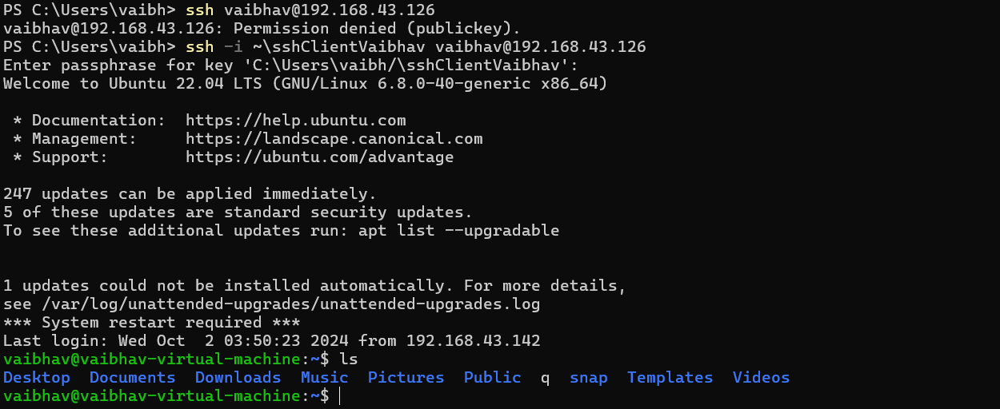 PS C:\Users\vaibh> ssh vaibhav@192.168.43.126
vaibhav@192.168.43.126: Permission denied (publickey).
PS C:\Users\vaibh> ssh -i ~\sshClientVaibhav vaibhav@192.168.43.126
Enter passphrase for key 'C:\Users\vaibh/\sshClientVaibhav':
Welcome to Ubuntu 22.04 LTS (GNU/Linux 6.8.0-40-generic x86_64)

 * Documentation:  https://help.ubuntu.com
 * Management:     https://landscape.canonical.com
 * Support:        https://ubuntu.com/advantage

247 updates can be applied immediately.
5 of these updates are standard security updates.
To see these additional updates run: apt list --upgradable

1 updates could not be installed automatically. For more details,
see /var/log/unattended-upgrades/unattended-upgrades.log
*** System restart required ***
Last login: Wed Oct  2 03:50:23 2024 from 192.168.43.142
vaibhav@vaibhav-virtual-machine:~$ ls
Desktop  Documents  Downloads  Music  Pictures  Public  q  snap  Templates  Videos
vaibhav@vaibhav-virtual-machine:~$